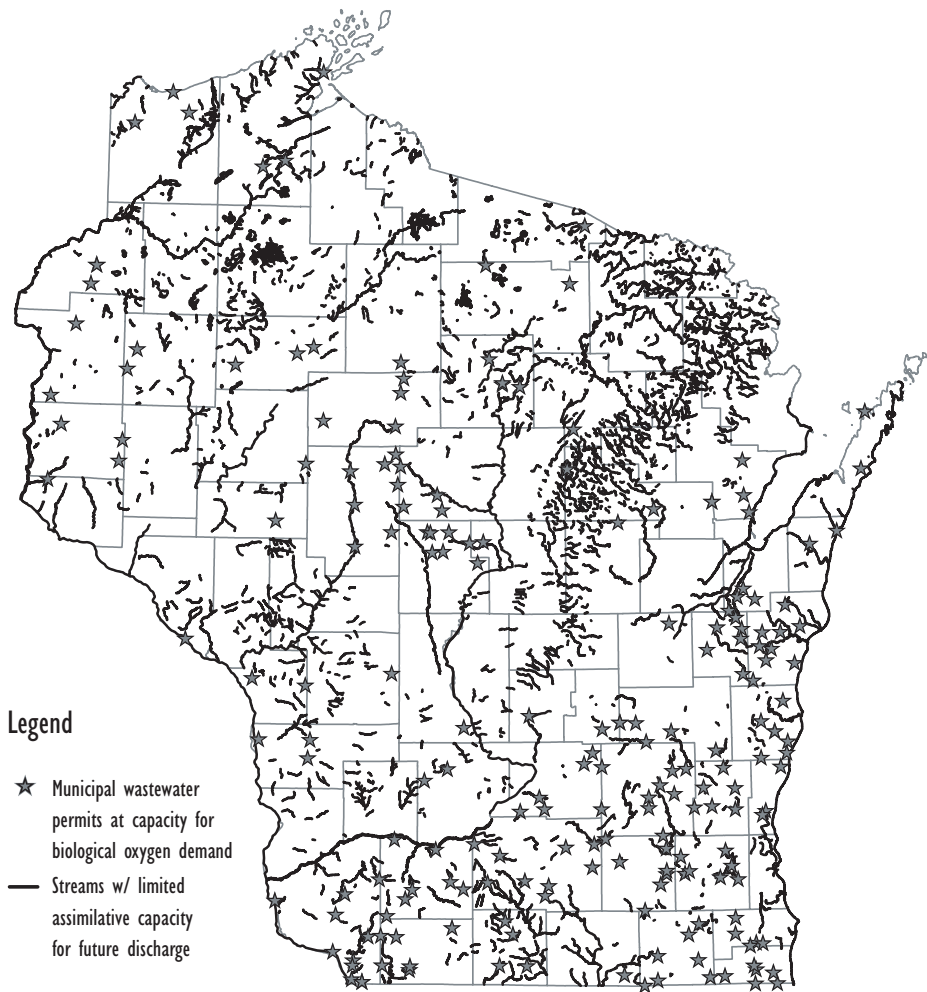 Legend
Municipal wastewater
permits at capacity for
biological oxygen demand
Streams w/ limited
assimilative capacity
for future discharge